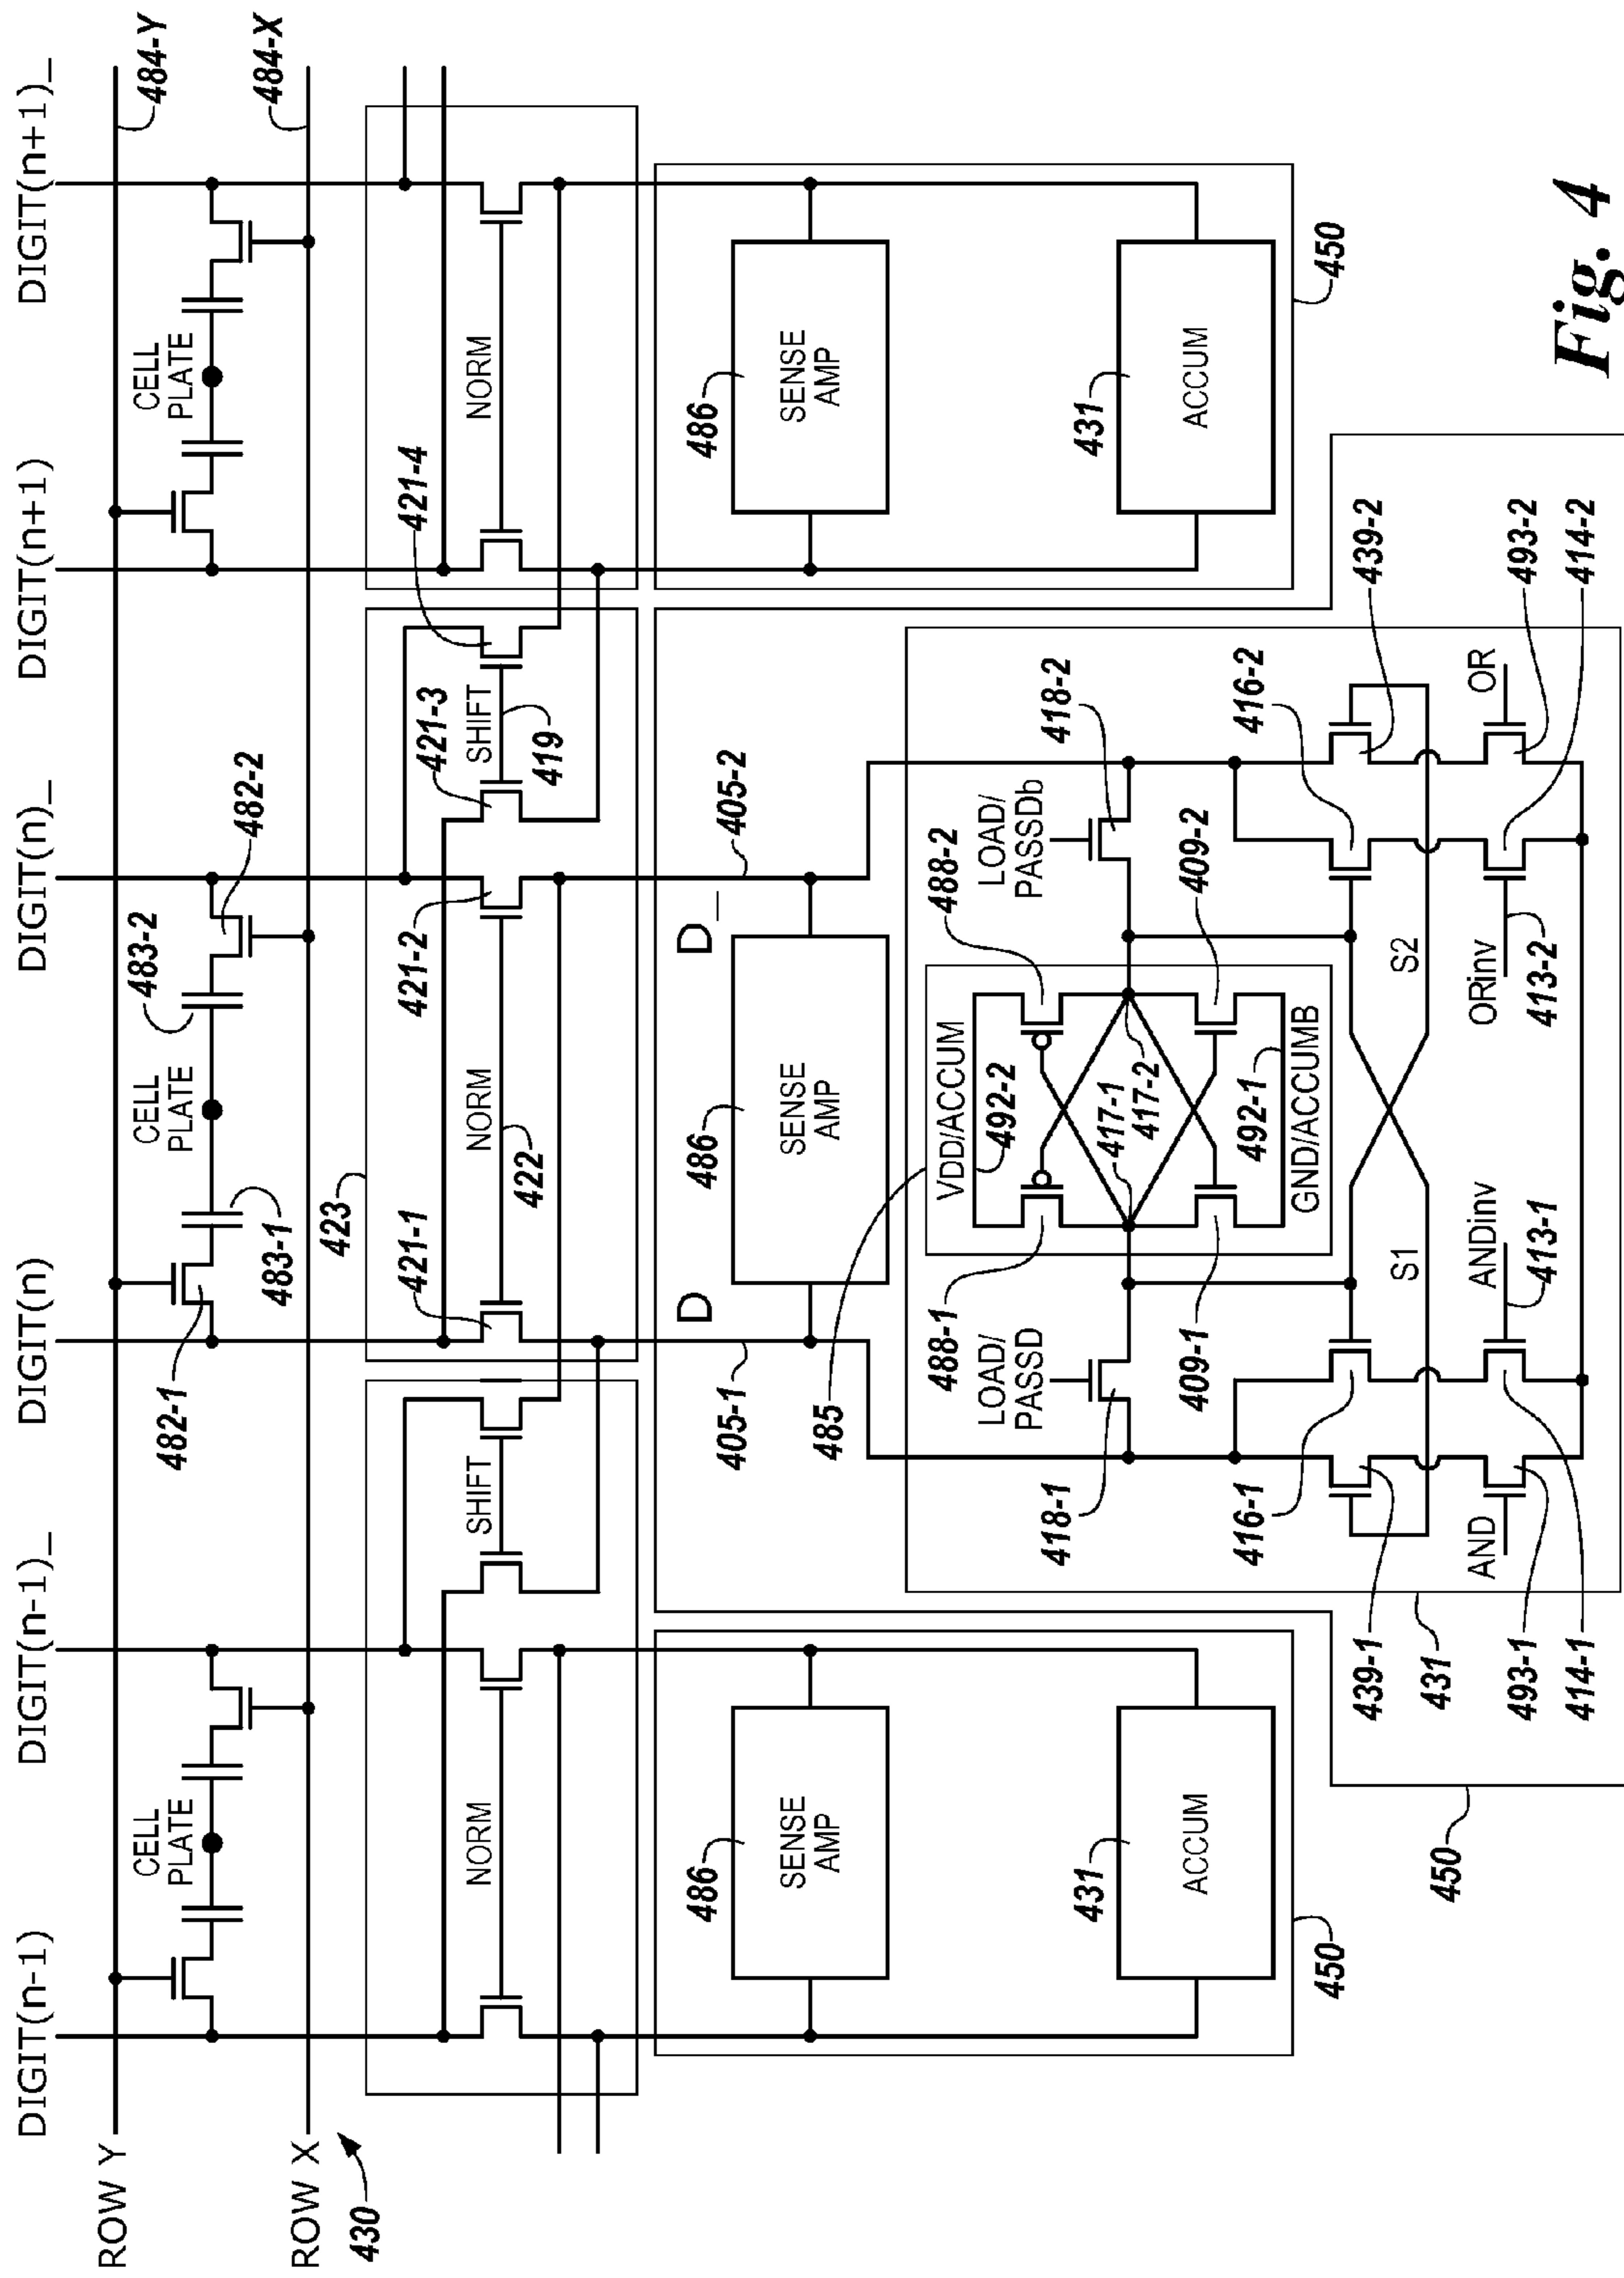 DIGIT(n-1)
DIGIT(n-1)_
DIGIT(n)
DIGIT(n)_
DIGIT(n+1)
DIGIT(n+1)_
ROW Y
484-Y
CELL
PLATE
482-1
CELL
PLATE
483-2
482-2
CELL
PLATE
483-1
484-X
ROW X
430
423
421-1
421-2
421-3
421-4
NORM
SHIFT
NORM
SHIFT
NORM
422
419
405-1
D
D_
405-2
486
SENSE
AMP
486
SENSE
AMP
486
SENSE
AMP
485
431
ACCUM
450
431
ACCUM
450
LOAD/
PASSD
418-1
488-1
VDD/ACCUM
492-2
488-2
LOAD/
PASSDb
418-2
417-1
417-2
409-1
409-2
492-1
GND/ACCUMB
416-1
416-2
S1
S2
439-1
439-2
AND
ANDinv
ORinv
OR
431
493-1
413-1
413-2
493-2
414-1
414-2
450
Fig. 4